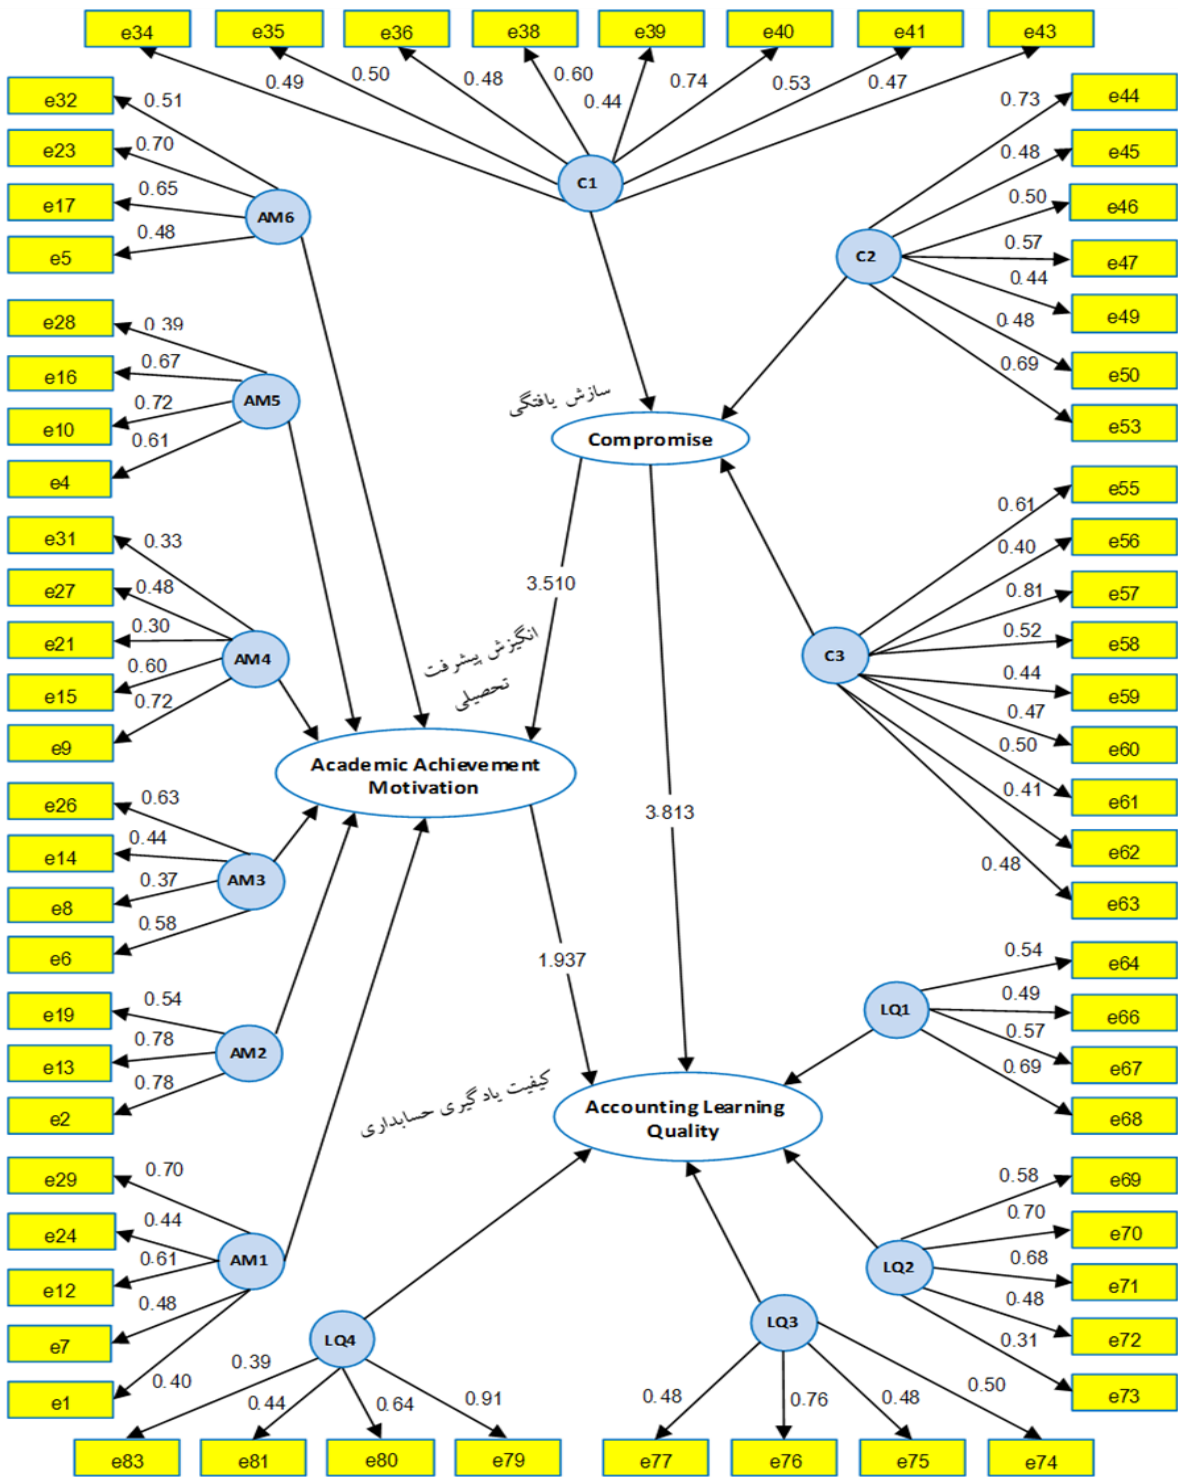 e34
e35
e36
e38
e39
e40
e41
e43
0.49
0.50
0.48
0.60
0.44
0.74
0.53
0.47
C1
e32
e23
e17
e5
0.51
0.70
0.65
0.48
AM6
e44
e45
e46
e47
e49
e50
e53
0.73
0.48
0.50
0.57
0.44
0.48
0.69
C2
e28
e16
e10
e4
0.39
0.67
0.72
0.61
AM5
سازش یافتگی
Compromise
e31
e27
e21
e15
e9
0.33
0.48
0.30
0.60
0.72
AM4
3.510
انگیزش پیشرفت
تحصیلی
e55
e56
e57
e58
e59
e60
e61
e62
e63
0.61
0.40
0.81
0.52
0.44
0.47
0.50
0.41
0.48
C3
Academic Achievement
Motivation
3.813
e26
e14
e8
e6
0.63
0.44
0.37
0.58
AM3
1.937
e19
e13
e2
0.54
0.78
0.78
AM2
e64
e66
e67
e68
0.54
0.49
0.57
0.69
LQ1
کیفیت یادگیری حسابداری
Accounting Learning
Quality
e29
e24
e12
e7
e1
0.70
0.44
0.61
0.48
0.40
AM1
e69
e70
e71
e72
e73
0.58
0.70
0.68
0.48
0.31
LQ2
LQ4
0.39
0.44
0.64
0.91
e83
e81
e80
e79
LQ3
0.48
0.76
0.48
0.50
e77
e76
e75
e74